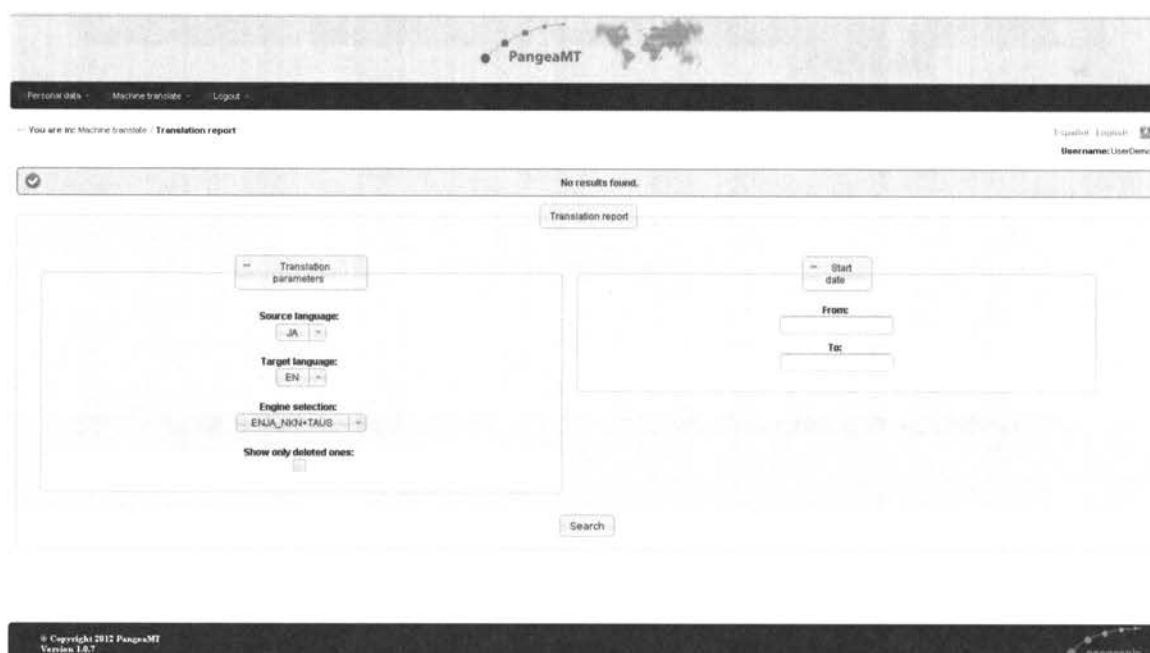 PangeaMT
Personal data Machine translate Logout
You are in: Machine translate / Translation report
Español English
Username: UserDemo
No results found.
Translation report
Translation
parameters
Start
date
Source language:
JA
Target language:
EN
Engine selection:
ENJA_NKN+TAUS
Show only deleted ones:
From:
To:
Search
© Copyright 2012 PangeaMT
Version 1.0.7
pangeanic